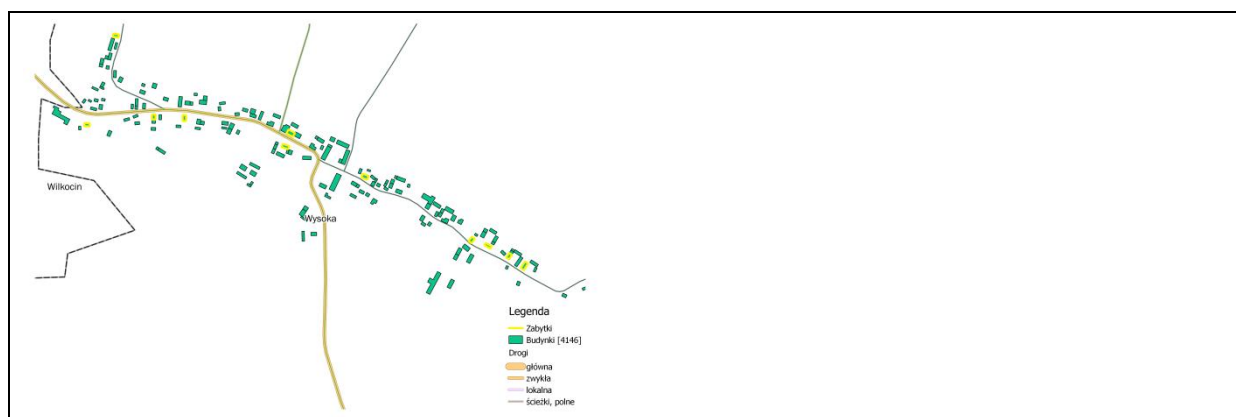 Wilkocin
Wysoka
Legenda
Zabytki
Budynki [4146]
Drogi
główna
zwykła
lokalna
ścieżki, polne